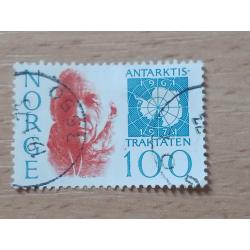 NORGE
ANTARKTIS-
1961
1971
TRAKTATEN
100